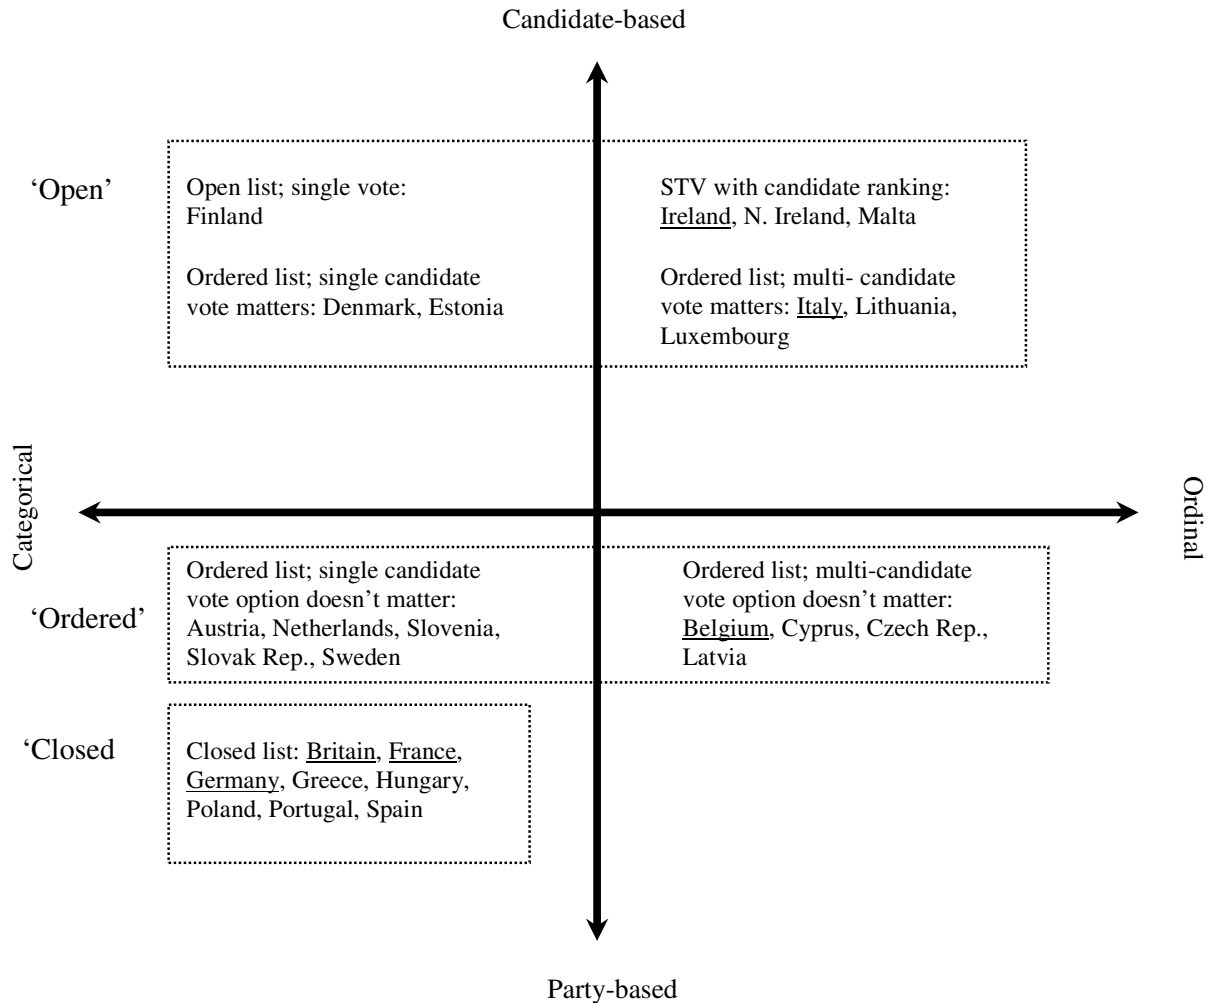 Candidate-based
‘Open’
Open list; single vote:
Finland
Ordered list; single candidate
vote matters: Denmark, Estonia
STV with candidate ranking:
Ireland, N. Ireland, Malta
Ordered list; multi- candidate
vote matters: Italy, Lithuania,
Luxembourg
Categorical
Ordinal
‘Ordered’
Ordered list; single candidate
vote option doesn’t matter:
Austria, Netherlands, Slovenia,
Slovak Rep., Sweden
Ordered list; multi-candidate
vote option doesn’t matter:
Belgium, Cyprus, Czech Rep.,
Latvia
‘Closed
Closed list: Britain, France,
Germany, Greece, Hungary,
Poland, Portugal, Spain
Party-based